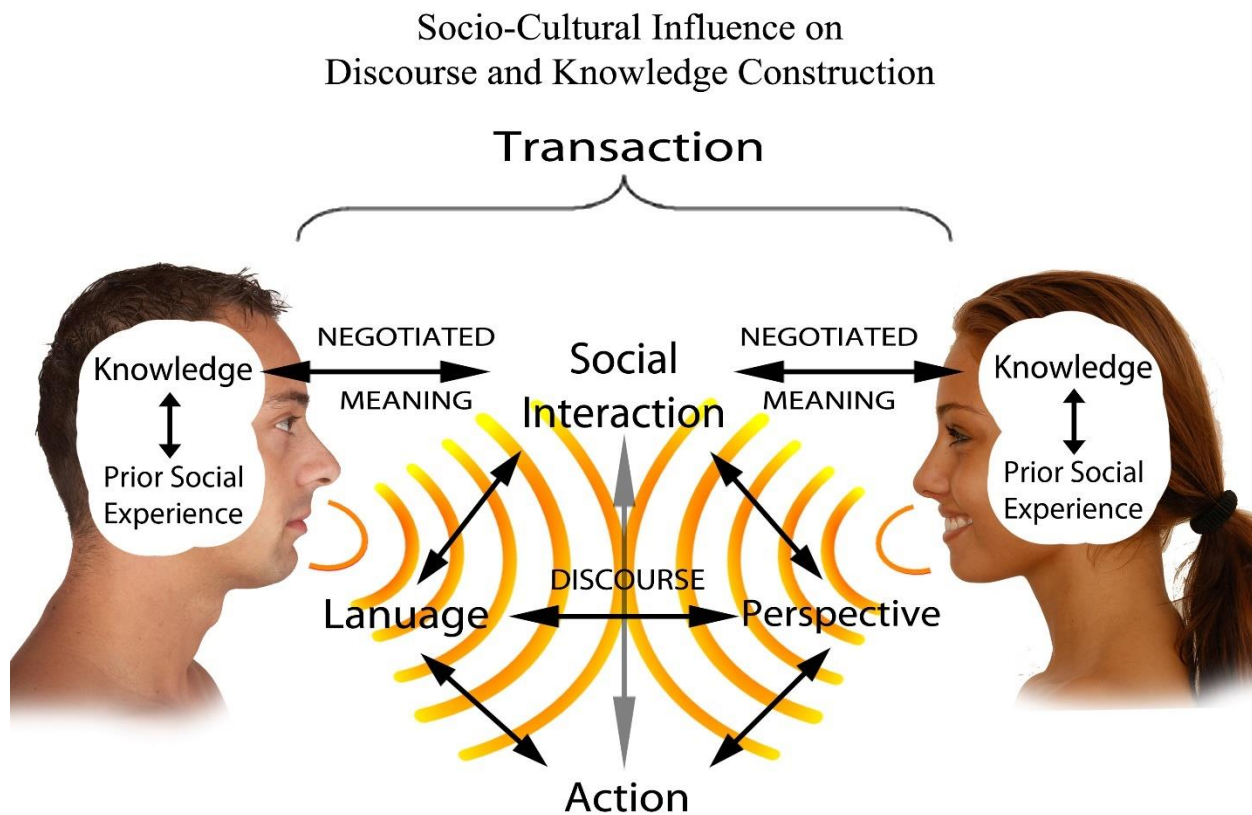 Socio-Cultural Influence on
Discourse and Knowledge Construction
Transaction
NEGOTIATED
MEANING
NEGOTIATED
MEANING
Knowledge
Prior Social
Experience
Social
Interaction
Knowledge
Prior Social
Experience
DISCOURSE
Lanuage
Perspective
Action